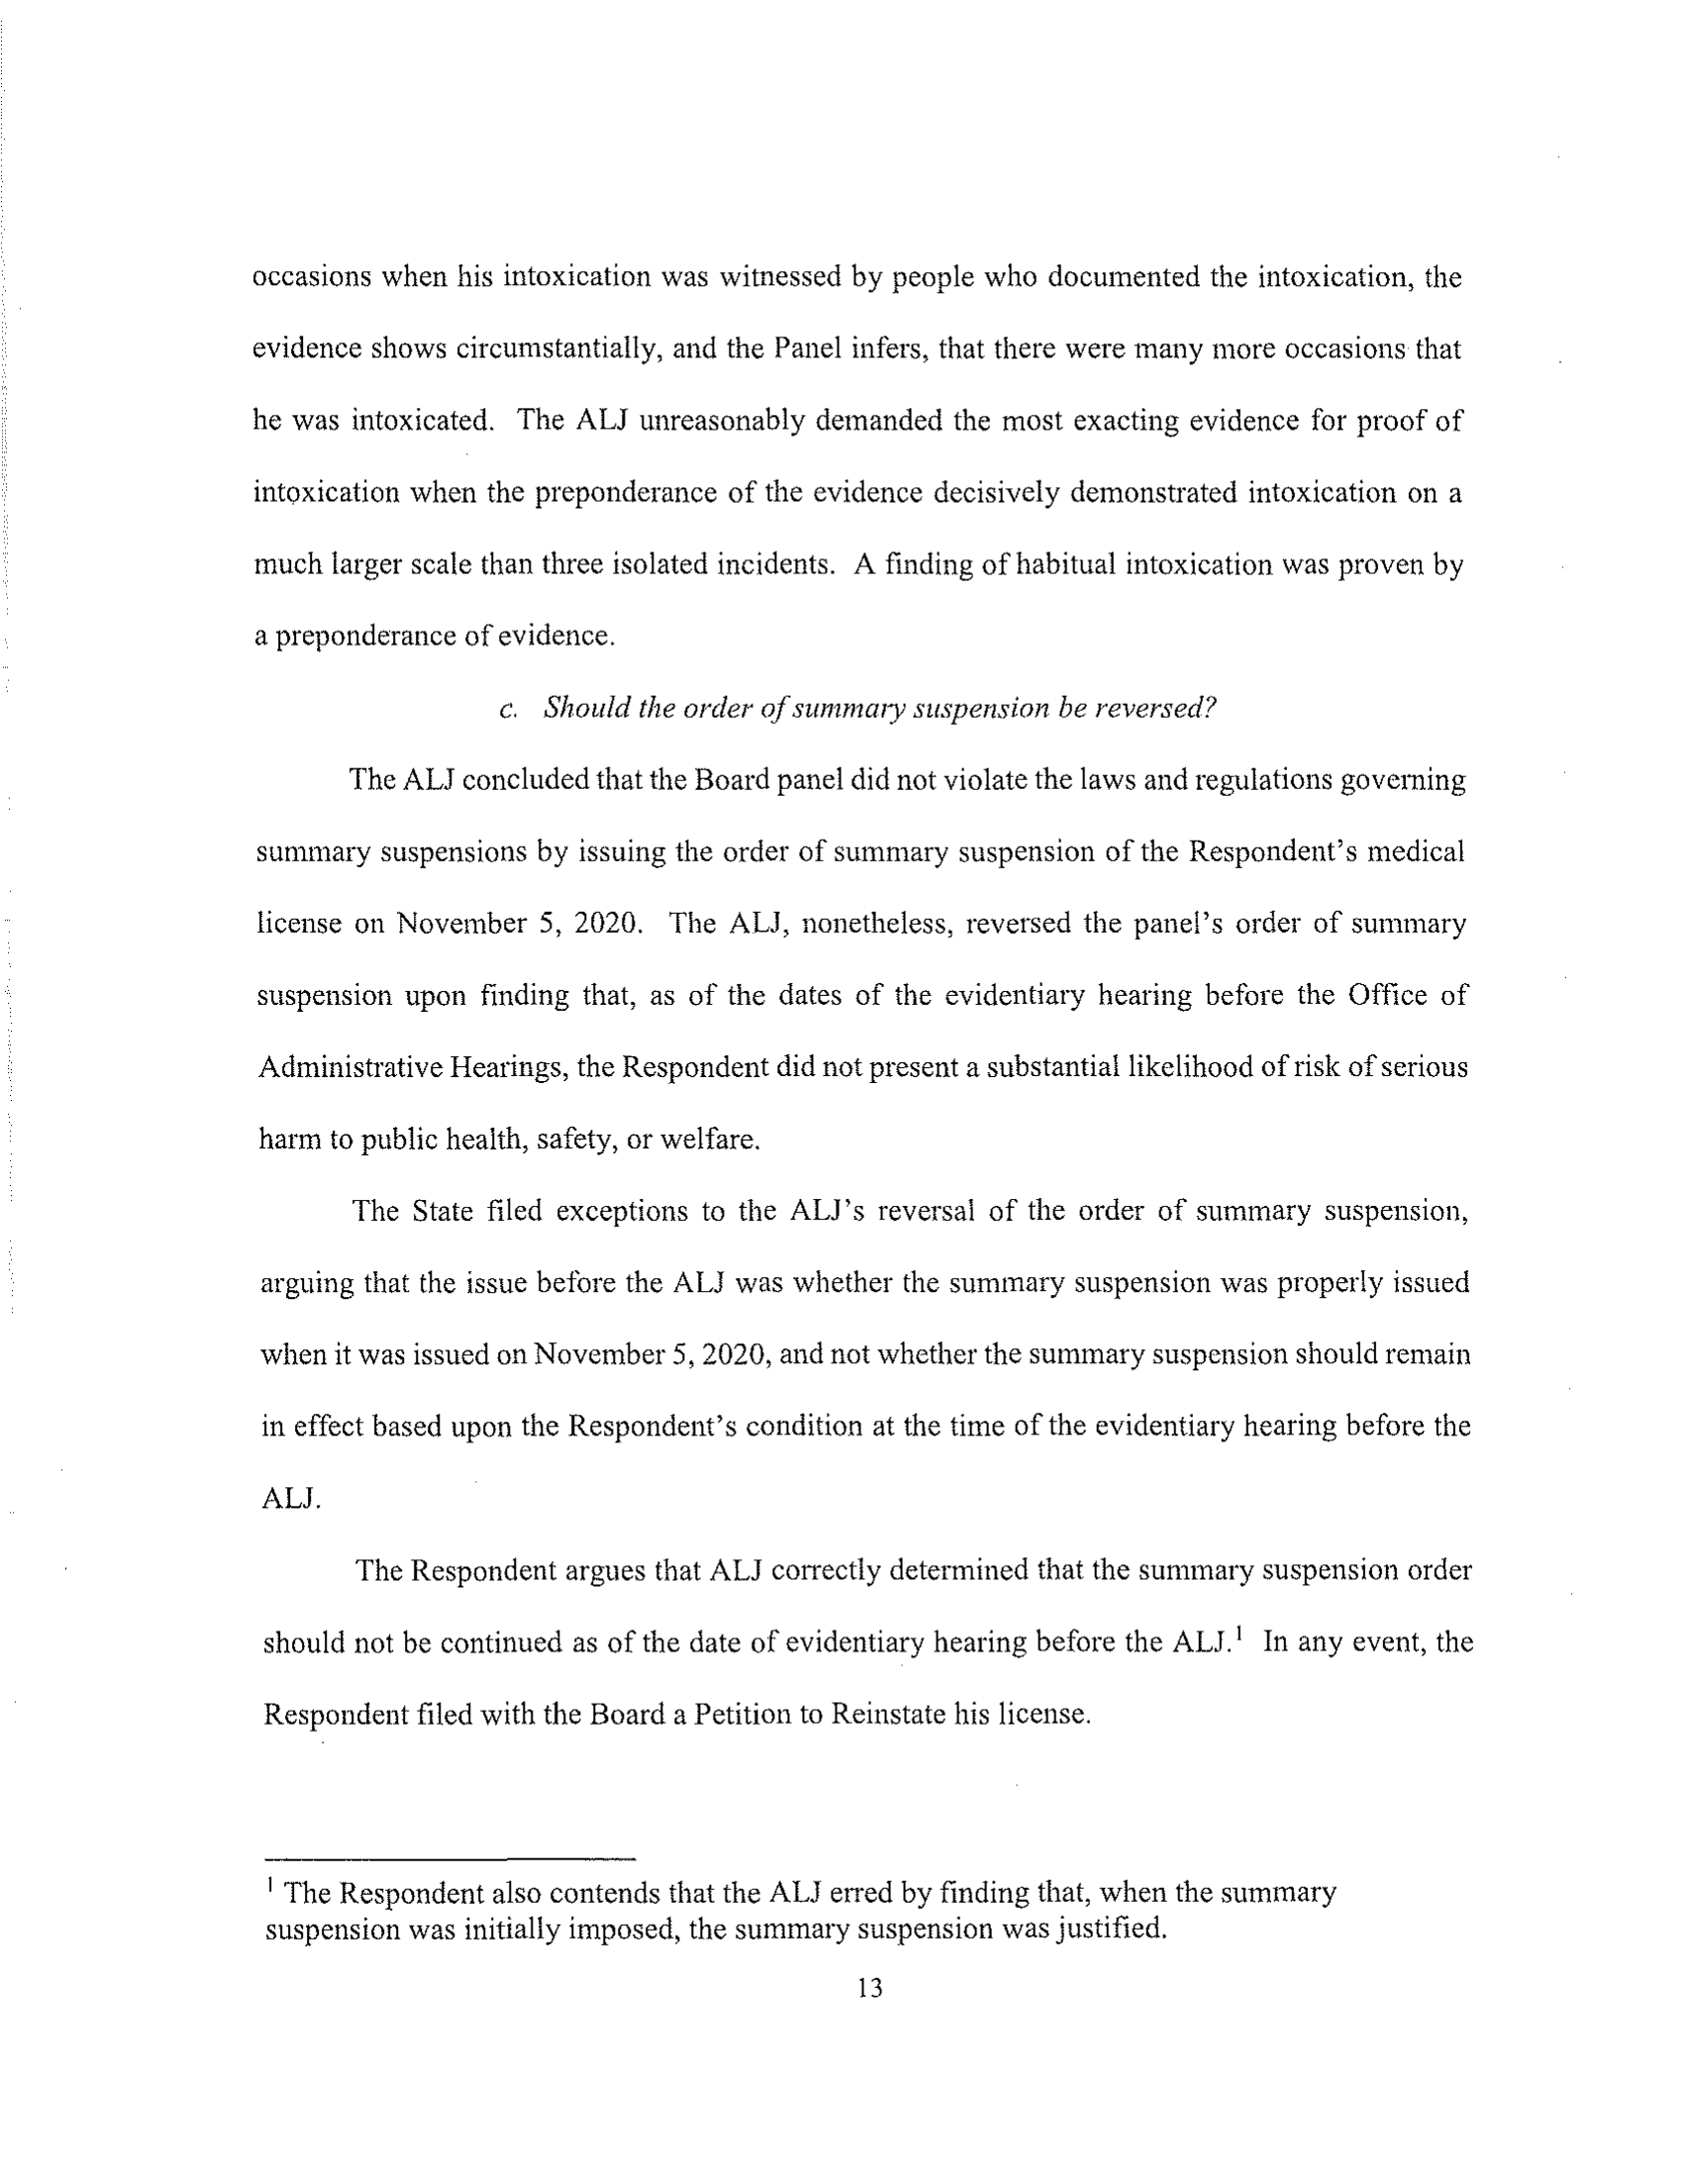 occasions when his intoxication was witnessed by people who documented the intoxication, the
evidence shows circumstantially, and the Panel infers, that there were many more occasions that
he was intoxicated. The ALJ unreasonably demanded the most exacting evidence for proof of
intoxication when the preponderance of the evidence decisively demonstrated intoxication on a
much larger scale than three isolated incidents. A finding of habitual intoxication was proven by
a preponderance of evidence.
c. Should the order of summary suspension be reversed?
The ALJ concluded that the Board panel did not violate the laws and regulations governing
summary suspensions by issuing the order of summary suspension of the Respondent's medical
license on November 5, 2020. The ALJ, nonetheless, reversed the panel's order of summary
suspension upon finding that, as of the dates of the evidentiary hearing before the Office of
Administrative Hearings, the Respondent did not present a substantial likelihood of risk of serious
harm to public health, safety, or welfare.
The State filed exceptions to the ALJ's reversal of the order of summary suspension,
arguing that the issue before the ALJ was whether the summary suspension was properly issued
when it was issued on November 5, 2020, and not whether the summary suspension should remain
in effect based upon the Respondent's condition at the time of the evidentiary hearing before the
ALJ.
The Respondent argues that ALJ correctly determined that the summary suspension order
should not be continued as of the date of evidentiary hearing before the ALJ.¹ In any event, the
Respondent filed with the Board a Petition to Reinstate his license.
¹ The Respondent also contends that the ALJ erred by finding that, when the summary
suspension was initially imposed, the summary suspension was justified.
13